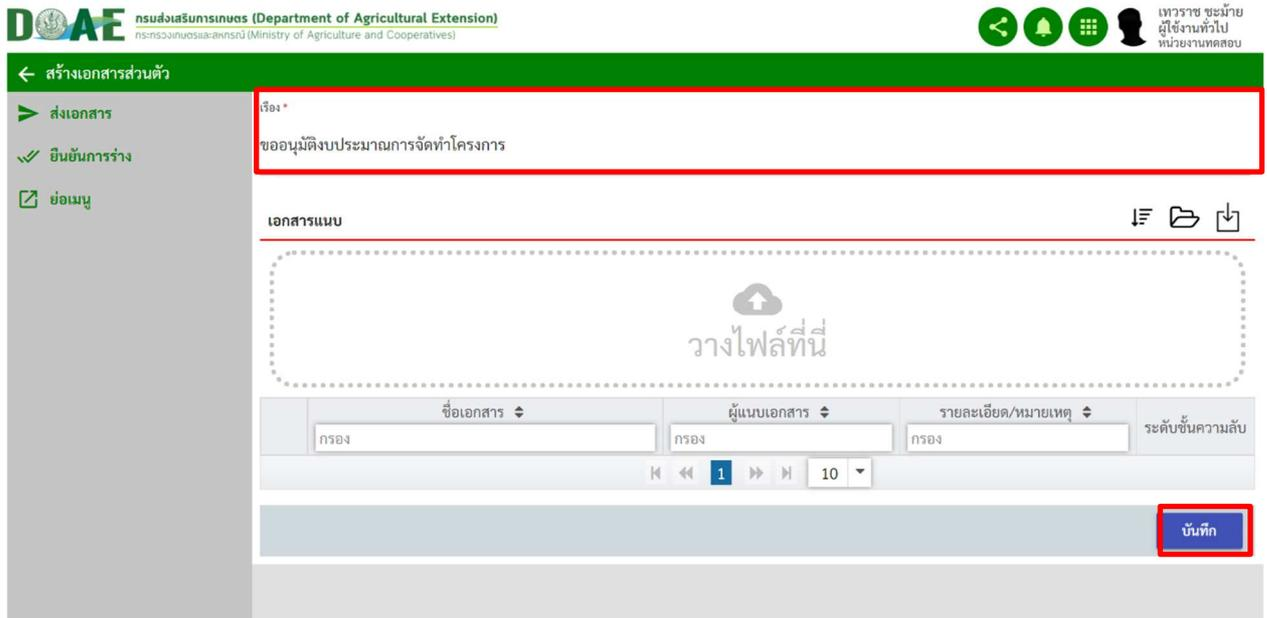 DOAE
กรมส่งเสริมการเกษตร (Department of Agricultural Extension)
กระทรวงเกษตรและสหกรณ์ (Ministry of Agriculture and Cooperatives)
เทวราช ชะม้าย
ผู้ใช้งานทั่วไป
หน่วยงานทดสอบ
สร้างเอกสารส่วนตัว
ส่งเอกสาร
ยืนยันการร่าง
ย่อเมนู
เรื่อง *
ขออนุมัติงบประมาณการจัดทำโครงการ
เอกสารแนบ
วางไฟล์ที่นี่
ชื่อเอกสาร ผู้แนบเอกสาร รายละเอียด/หมายเหตุ ระดับชั้นความลับ
กรอง กรอง กรอง
1 10
บันทึก